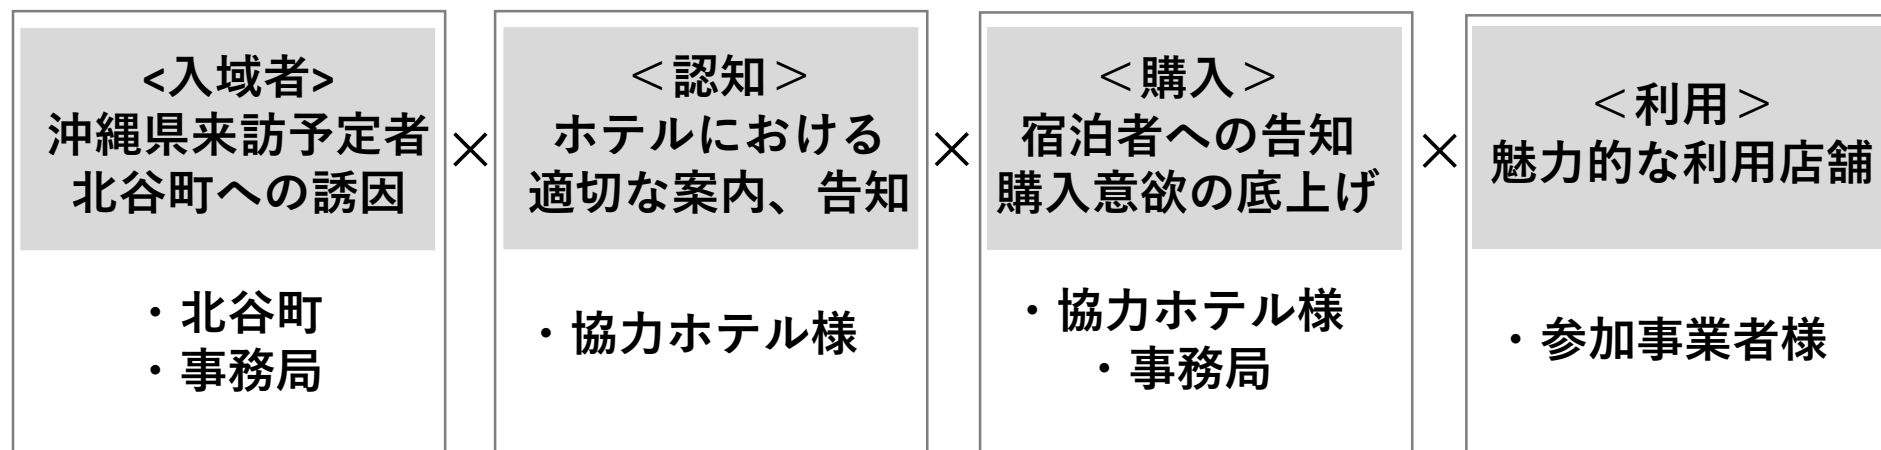 <入域者>
沖縄県来訪予定者
北谷町への誘因
・北谷町
・事務局
×
＜認知＞
ホテルにおける
適切な案内、告知
・協力ホテル様
×
＜購入＞
宿泊者への告知
購入意欲の底上げ
・協力ホテル様
・事務局
×
＜利用＞
魅力的な利用店舗
・参加事業者様